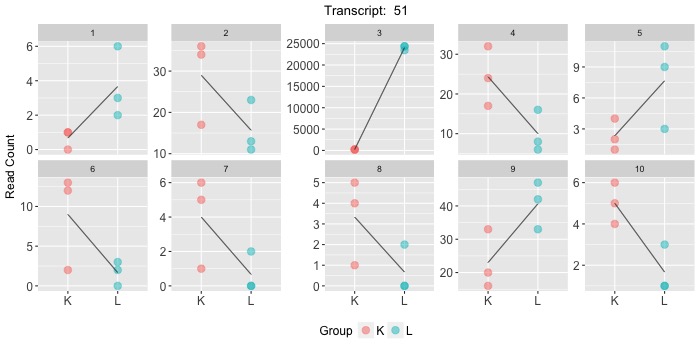 Transcript: 51
1 2 3 4 5
6 4 2 0
30 20 10
25000 20000 15000 10000 5000 0
30 20 10
9 6 3
Read Count
6 7 8 9 10
10 5 0
6 4 2 0
5 4 3 2 1 0
40 30 20
6 4 2
K L K L K L K L K L
Group K L